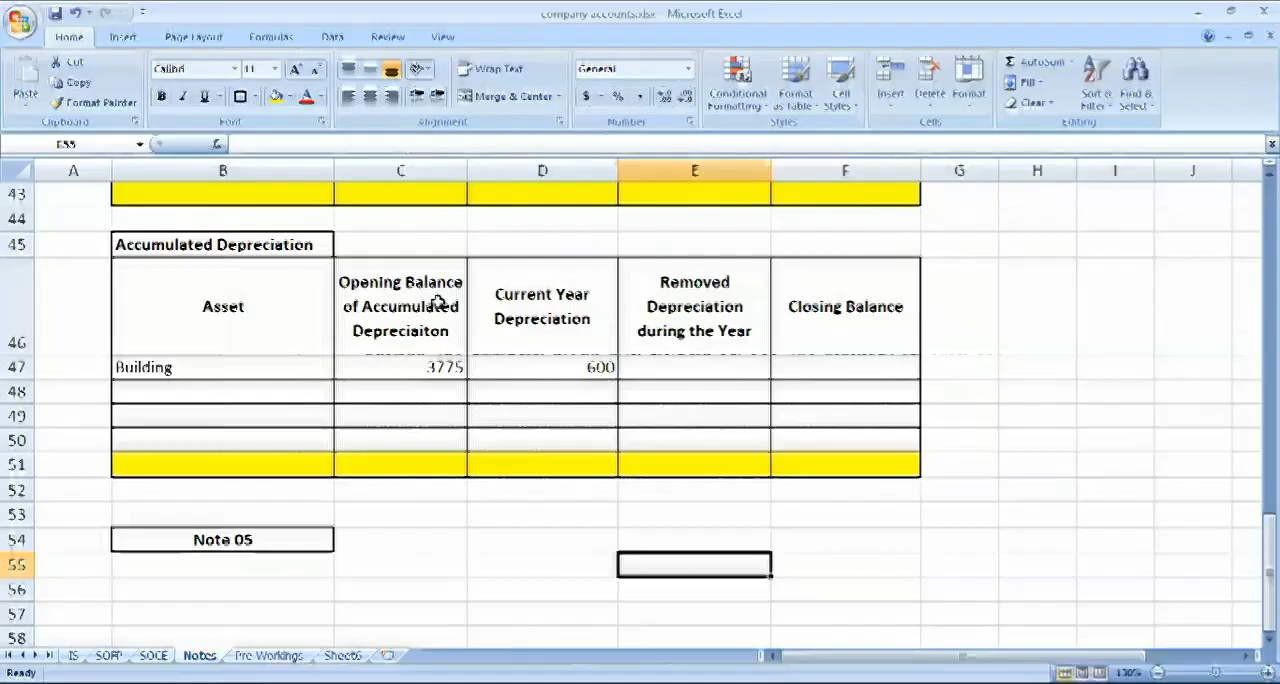 company accounts.xlsx - Microsoft Excel
Home Insert Page Layout Formulas Data Review View
Cut
Copy
Format Painter
Paste
Clipboard
Calibri 11
B I U
Font
Wrap Text
Merge & Center
Alignment
General
$ % ,
Number
Conditional Formatting
Format as Table
Cell Styles
Styles
Insert Delete Format
Cells
Σ AutoSum
Fill
Clear
Sort & Filter
Find & Select
Editing
E55
A B C D E F G H I J
43
44
45 Accumulated Depreciation
46 Asset
Opening Balance
of Accumulated
Depreciaiton
Current Year
Depreciation
Removed
Depreciation
during the Year
Closing Balance
47 Building 3775 600
48
49
50
51
52
53
54 Note 05
55
56
57
58
IS SOFP SOCE Notes Pre Workings Sheet6
Ready 130%